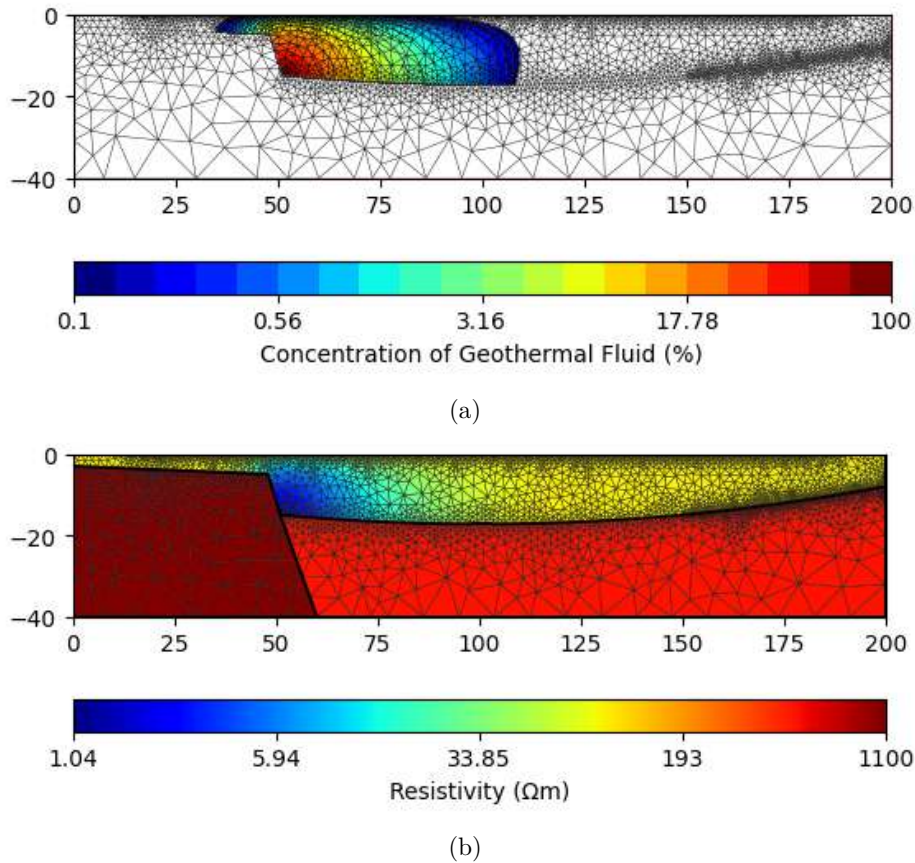 0
−20
−40
0 25 50 75 100 125 150 175 200
0.1 0.56 3.16 17.78 100
Concentration of Geothermal Fluid (%)
(a)
0
−20
−40
0 25 50 75 100 125 150 175 200
1.04 5.94 33.85 193 1100
Resistivity (Ωm)
(b)